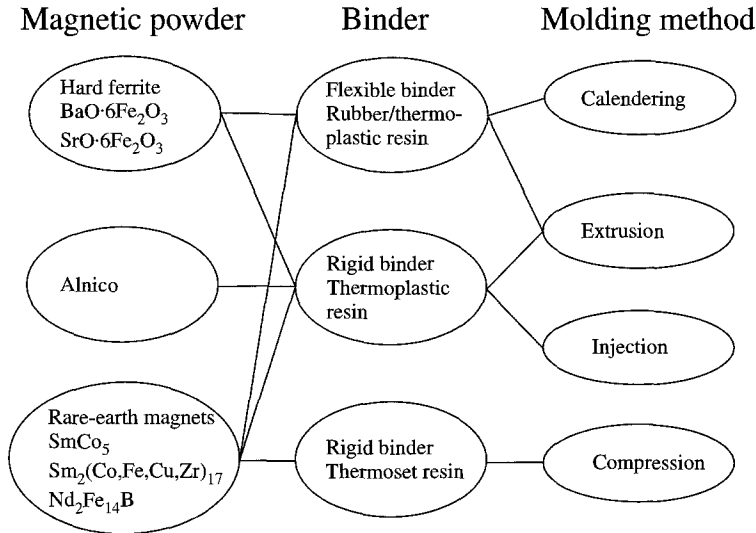 Magnetic powder
Binder
Molding method
Hard ferrite
BaO·6Fe₂O₃
SrO·6Fe₂O₃
Flexible binder
Rubber/thermo-
plastic resin
Calendering
Alnico
Rigid binder
Thermoplastic
resin
Extrusion
Injection
Rare-earth magnets
SmCo₅
Sm₂(Co,Fe,Cu,Zr)₁₇
Nd₂Fe₁₄B
Rigid binder
Thermoset resin
Compression